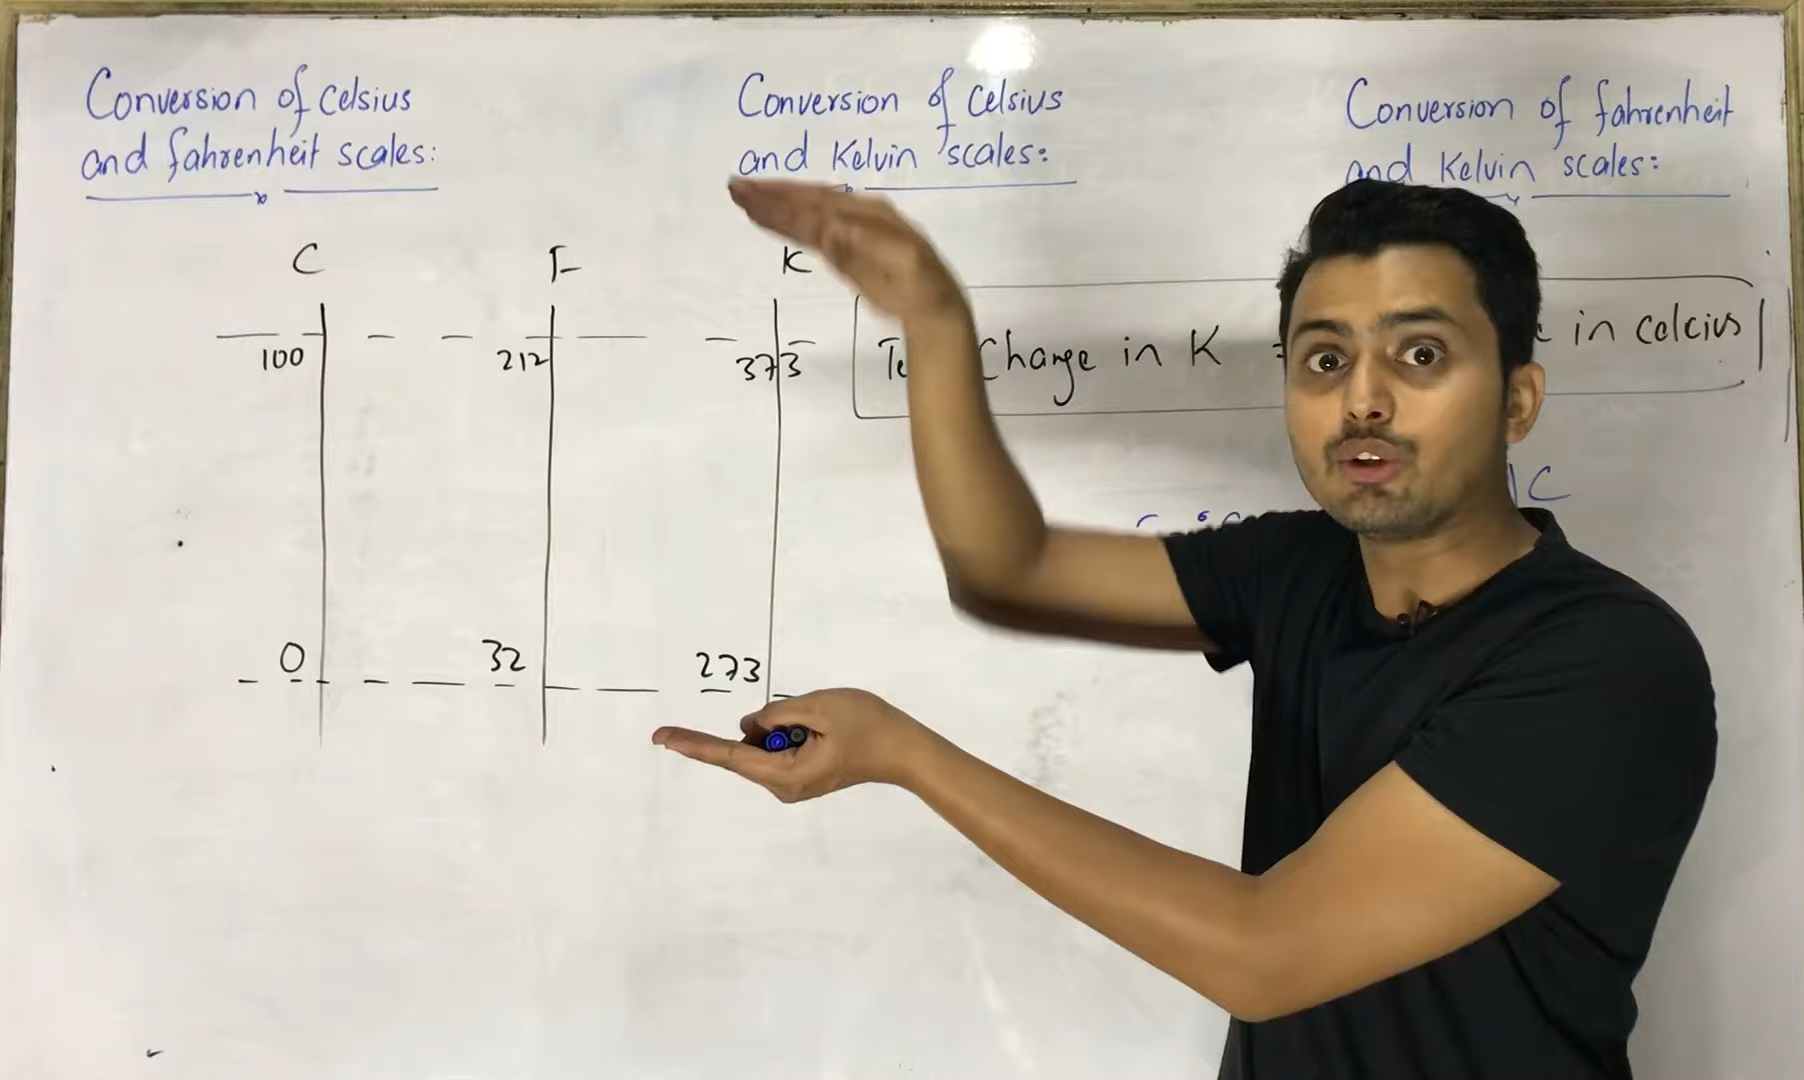 Conversion of Celsius
and fahrenheit scales:
Conversion of Celsius
and Kelvin scales:
Conversion of fahrenheit
and Kelvin scales:
C F K
100 212 373
Change in K in celcius
0 32 273